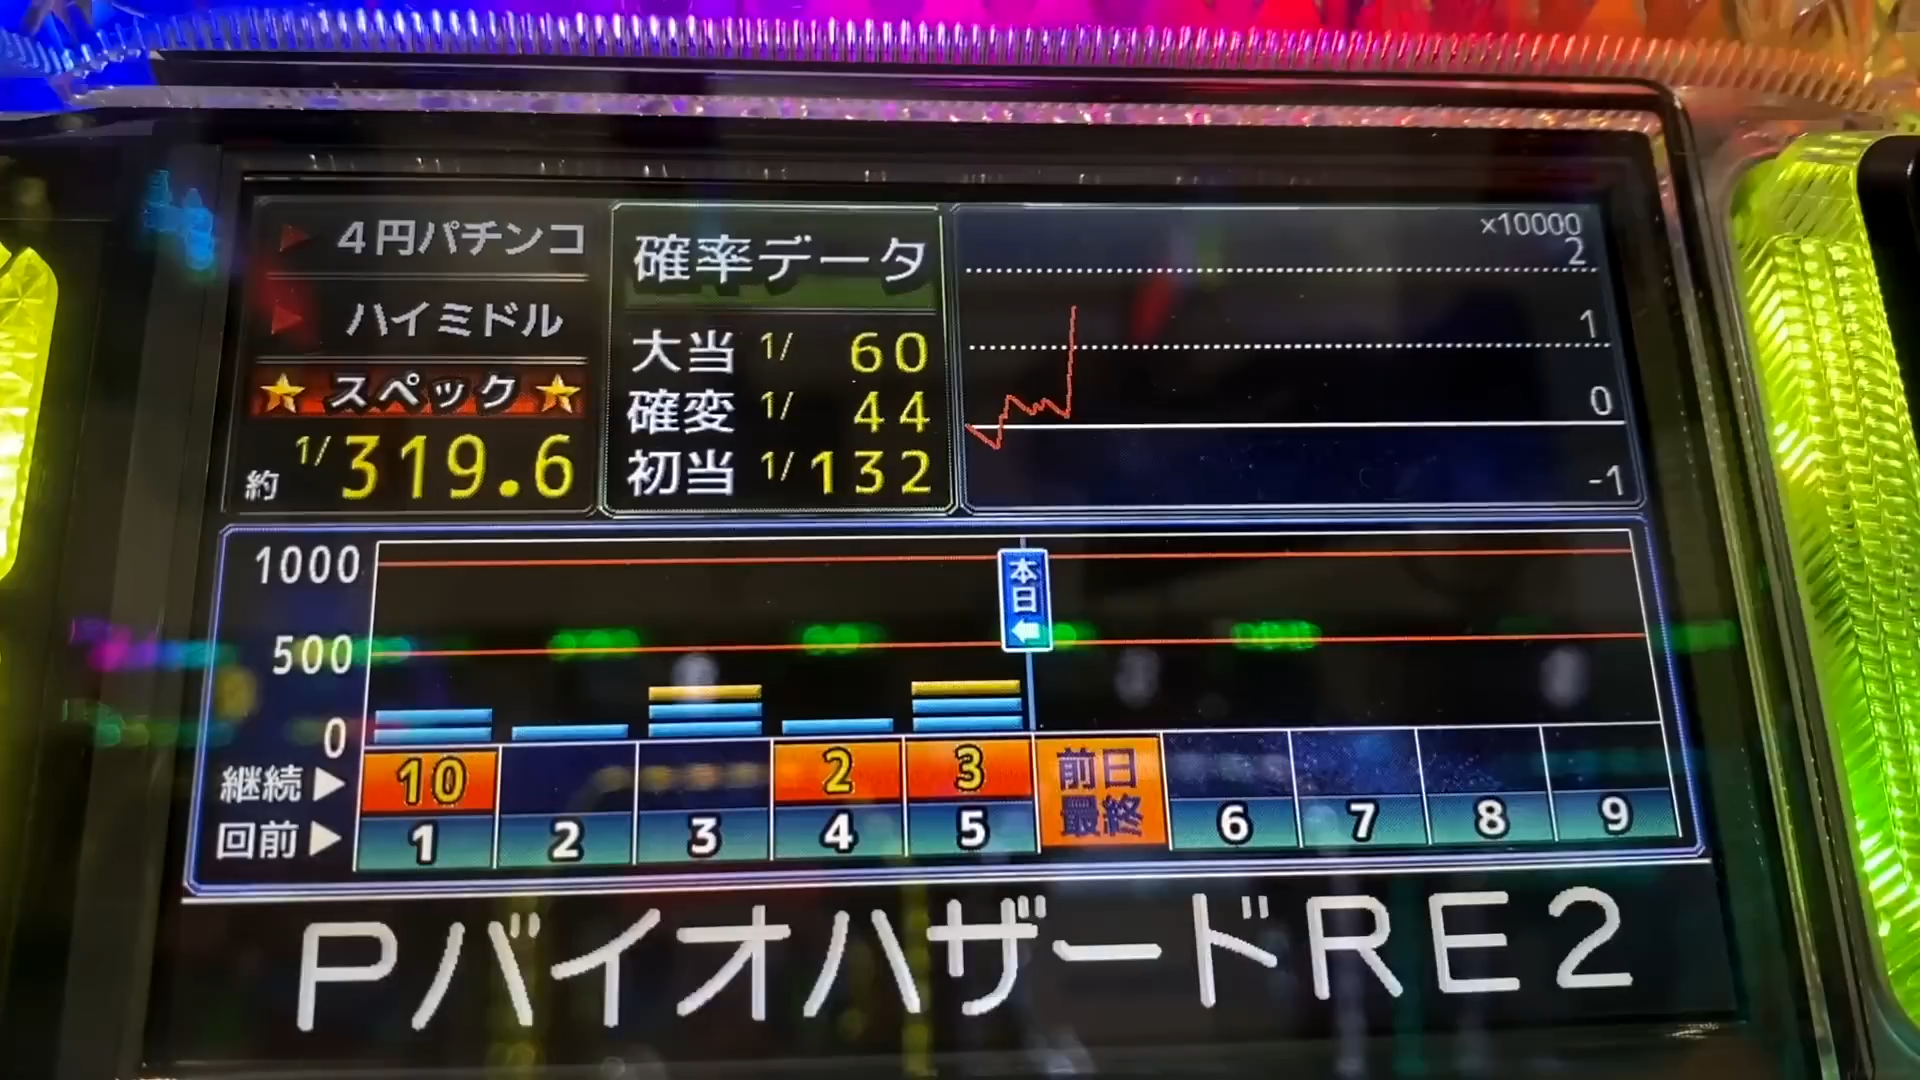 4円パチンコ
ハイミドル
★スペック★
約 1/319.6
確率データ
大当 1/ 60
確変 1/ 44
初当 1/132
×10000
2
1
0
-1
1000
500
0
本日
継続▶ 10 2 3
前日最終
回前▶ 1 2 3 4 5 6 7 8 9
PバイオハザードRE2